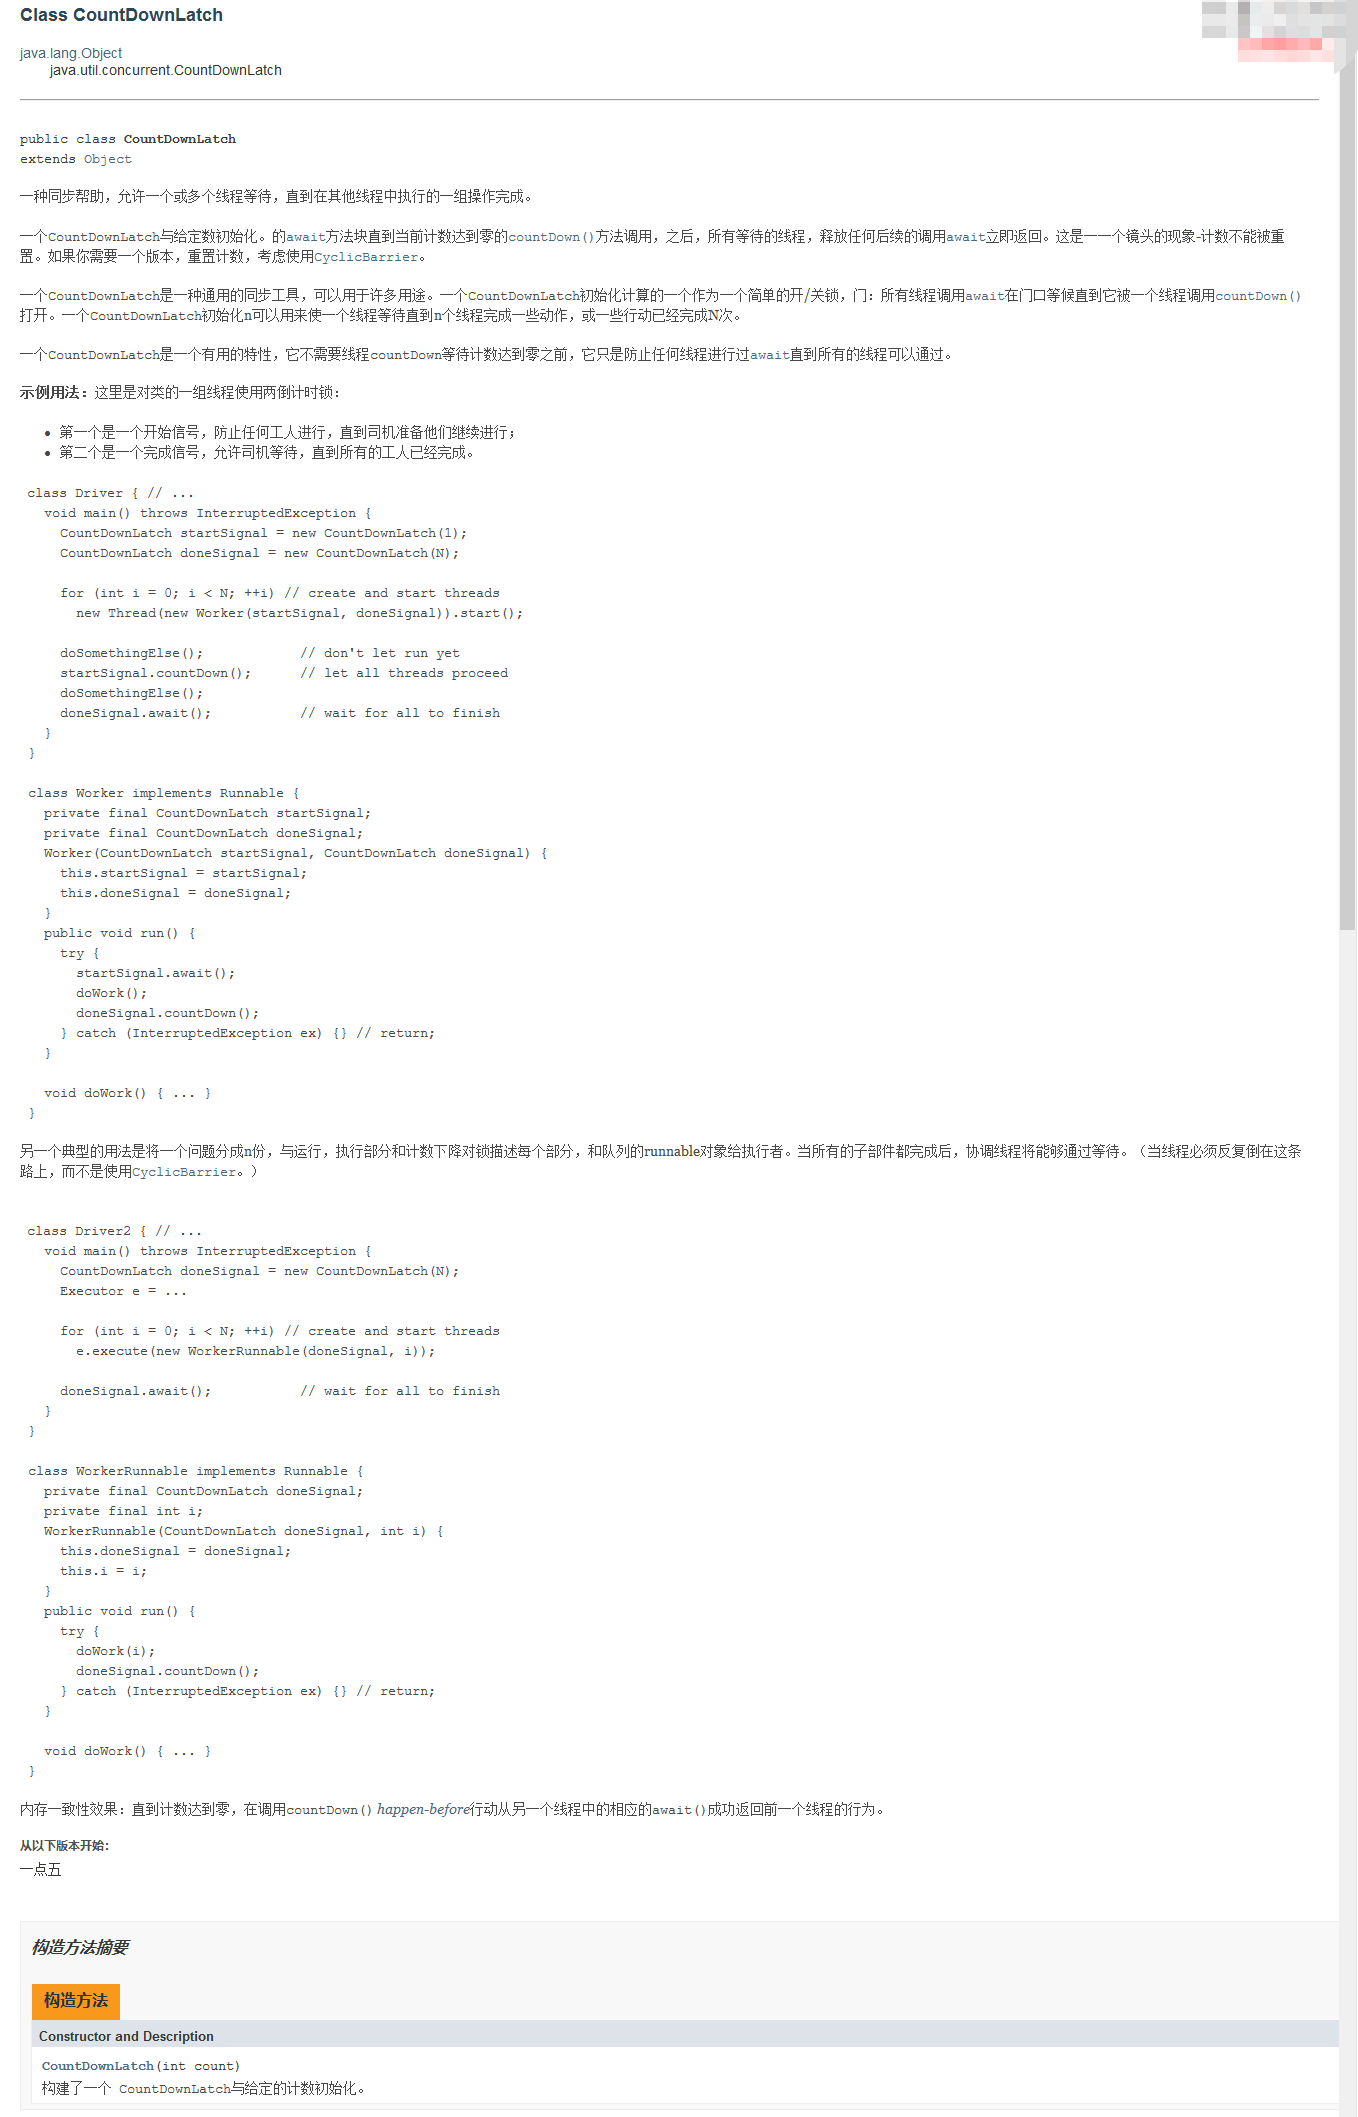 Class CountDownLatch
java.lang.Object
java.util.concurrent.CountDownLatch
public class CountDownLatch
extends Object
一种同步帮助，允许一个或多个线程等待，直到在其他线程中执行的一组操作完成。
一个CountDownLatch与给定数初始化。的await方法块直到当前计数达到零的countDown()方法调用，之后，所有等待的线程，释放任何后续的调用await立即返回。这是一一个镜头的现象-计数不能被重
置。如果你需要一个版本，重置计数，考虑使用CyclicBarrier。
一个CountDownLatch是一种通用的同步工具，可以用于许多用途。一个CountDownLatch初始化计算的一个作为一个简单的开/关锁，门：所有线程调用await在门口等候直到它被一个线程调用countDown()
打开。一个CountDownLatch初始化n可以用来使一个线程等待直到n个线程完成一些动作，或一些行动已经完成N次。
一个CountDownLatch是一个有用的特性，它不需要线程countDown等待计数达到零之前，它只是防止任何线程进行过await直到所有的线程可以通过。
示例用法：这里是对类的一组线程使用两倒计时锁：
• 第一个是一个开始信号，防止任何工人进行，直到司机准备他们继续进行；
• 第二个是一个完成信号，允许司机等待，直到所有的工人已经完成。
class Driver { // ...
void main() throws InterruptedException {
CountDownLatch startSignal = new CountDownLatch(1);
CountDownLatch doneSignal = new CountDownLatch(N);
for (int i = 0; i < N; ++i) // create and start threads
new Thread(new Worker(startSignal, doneSignal)).start();
doSomethingElse();            // don't let run yet
startSignal.countDown();      // let all threads proceed
doSomethingElse();
doneSignal.await();           // wait for all to finish
}
}
class Worker implements Runnable {
private final CountDownLatch startSignal;
private final CountDownLatch doneSignal;
Worker(CountDownLatch startSignal, CountDownLatch doneSignal) {
this.startSignal = startSignal;
this.doneSignal = doneSignal;
}
public void run() {
try {
startSignal.await();
doWork();
doneSignal.countDown();
} catch (InterruptedException ex) {} // return;
}
void doWork() { ... }
}
另一个典型的用法是将一个问题分成n份，与运行，执行部分和计数下降对锁描述每个部分，和队列的runnable对象给执行者。当所有的子部件都完成后，协调线程将能够通过等待。（当线程必须反复倒在这条
路上，而不是使用CyclicBarrier。）
class Driver2 { // ...
void main() throws InterruptedException {
CountDownLatch doneSignal = new CountDownLatch(N);
Executor e = ...
for (int i = 0; i < N; ++i) // create and start threads
e.execute(new WorkerRunnable(doneSignal, i));
doneSignal.await();           // wait for all to finish
}
}
class WorkerRunnable implements Runnable {
private final CountDownLatch doneSignal;
private final int i;
WorkerRunnable(CountDownLatch doneSignal, int i) {
this.doneSignal = doneSignal;
this.i = i;
}
public void run() {
try {
doWork(i);
doneSignal.countDown();
} catch (InterruptedException ex) {} // return;
}
void doWork() { ... }
}
内存一致性效果：直到计数达到零，在调用countDown() happen-before行动从另一个线程中的相应的await()成功返回前一个线程的行为。
从以下版本开始：
一点五
构造方法摘要
构造方法
Constructor and Description
CountDownLatch(int count)
构建了一个 CountDownLatch与给定的计数初始化。